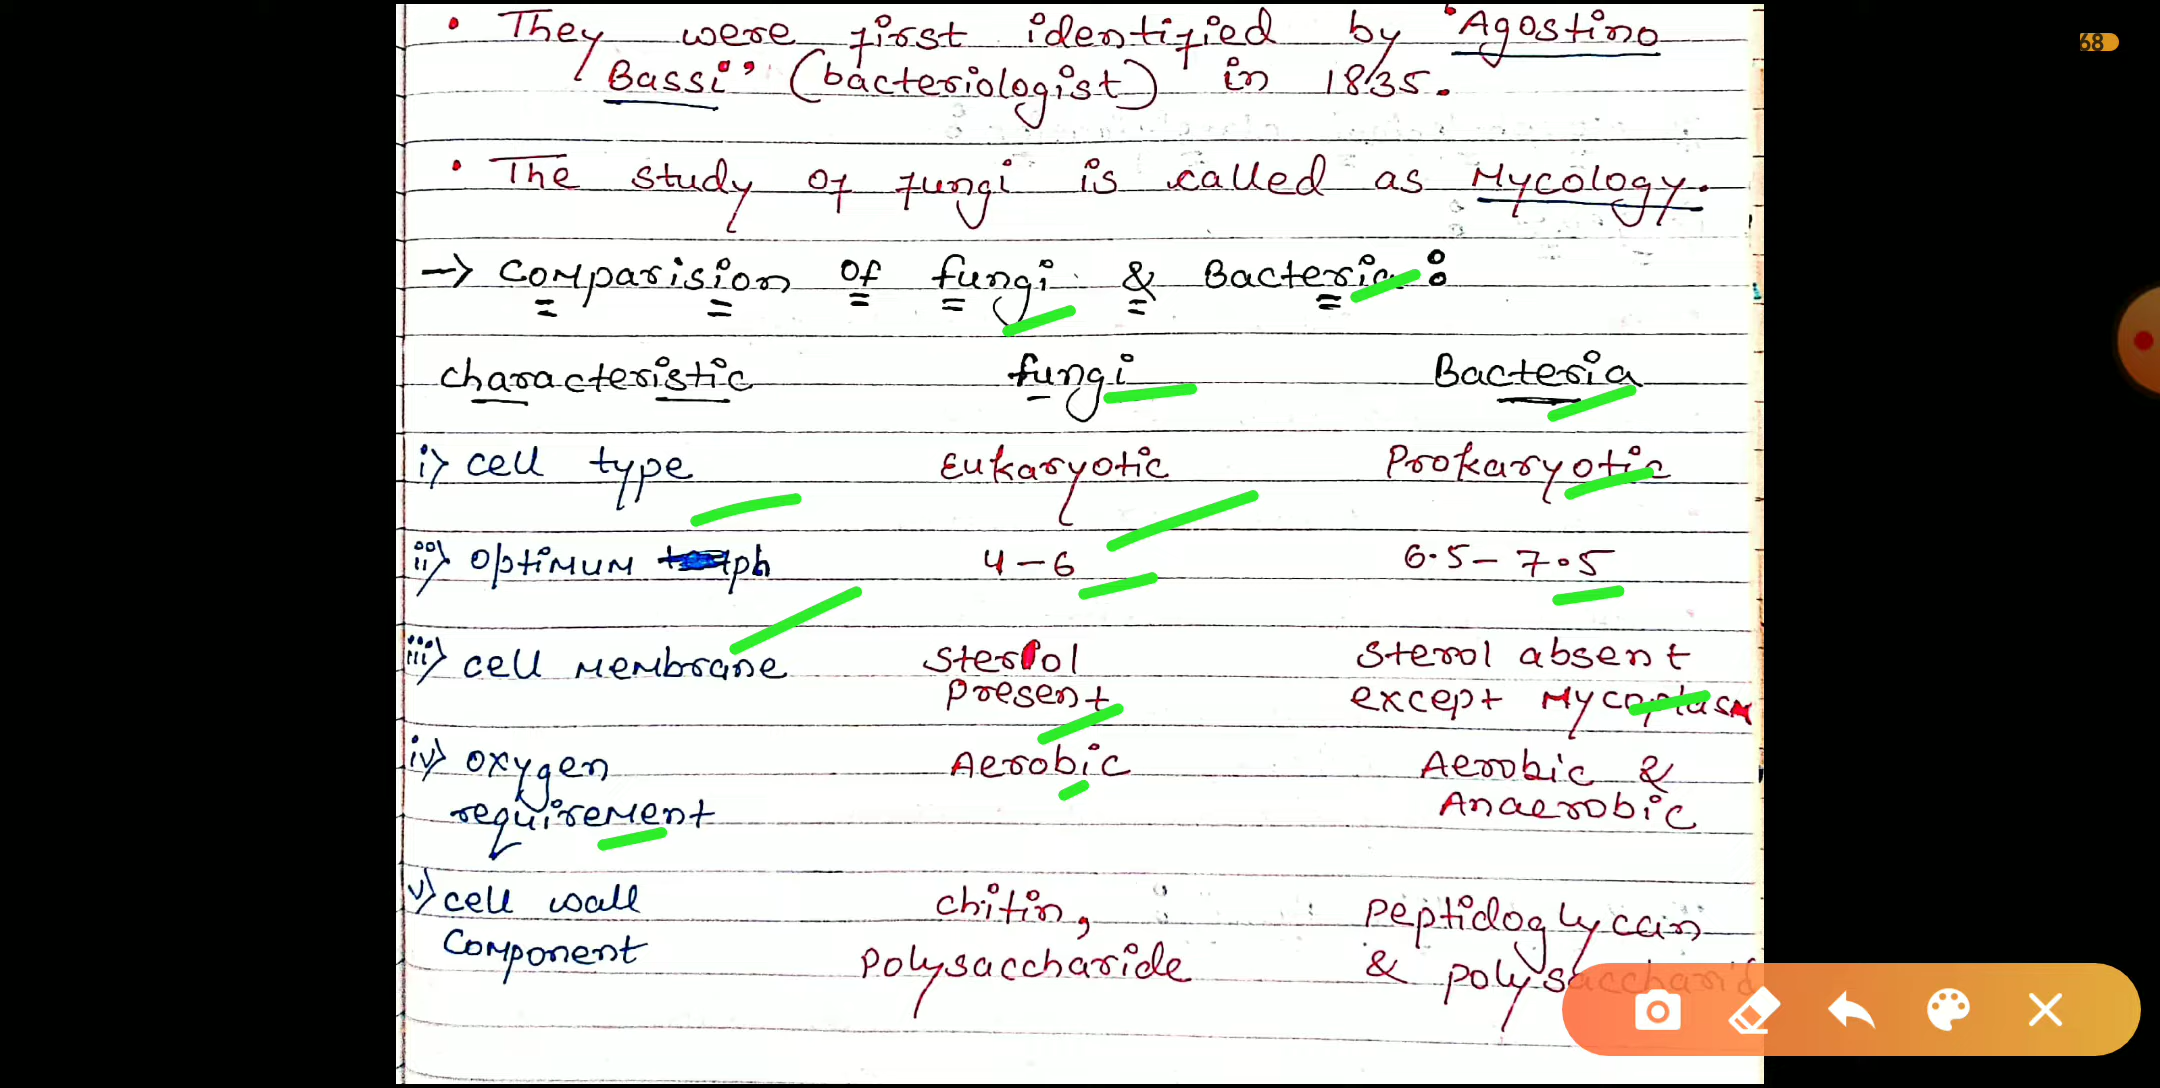 • They were first identified by "Agostino
Bassi" (bacteriologist) in 1835.
• The study of fungi is called as Mycology.
→ Comparision of fungi & Bacteria :
characteristic fungi Bacteria
i) cell type Eukaryotic Prokaryotic
ii) optimum ph 4-6 6.5-7.5
iii) cell membrane Sterol Sterol absent
present except Mycoplasm
iv) oxygen Aerobic Aerobic &
requirement Anaerobic
v) cell wall chitin, Peptidoglycan
component Polysaccharide & polysaccharid
68